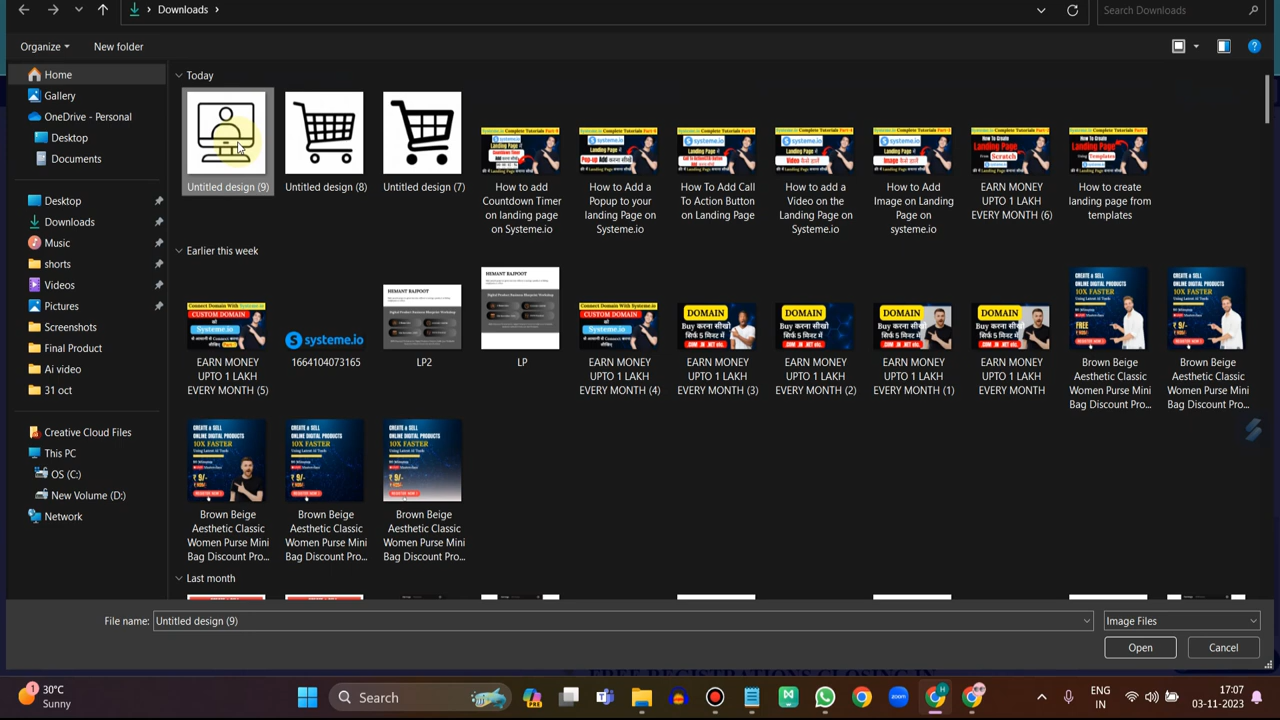 Downloads
Search Downloads
Organize
New folder
Home
Gallery
OneDrive - Personal
Desktop
Documents
Desktop
Downloads
Music
shorts
Pictures
Screenshots
Ai video
31 oct
Creative Cloud Files
This PC
OS (C:)
New Volume (D:)
Network
Today
Untitled design (9)
Untitled design (8)
Untitled design (7)
How to add
Countdown Timer
on landing page
on Systeme.io
How to Add a
Popup to your
landing Page on
Systeme.io
How To Add Call
To Action Button
on Landing Page
How to add a
Video on the
Landing Page on
Systeme.io
How to Add
Image on Landing
Page on
systeme.io
EARN MONEY
UPTO 1 LAKH
EVERY MONTH (6)
How to create
landing page from
templates
Earlier this week
systeme.io
HEMANT RAJPOOT
HEMANT RAJPOOT
DOMAIN
DOMAIN
DOMAIN
DOMAIN
EARN MONEY
UPTO 1 LAKH
EVERY MONTH (5)
1664104073165
LP2
LP
EARN MONEY
UPTO 1 LAKH
EVERY MONTH (4)
EARN MONEY
UPTO 1 LAKH
EVERY MONTH (3)
EARN MONEY
UPTO 1 LAKH
EVERY MONTH (2)
EARN MONEY
UPTO 1 LAKH
EVERY MONTH (1)
EARN MONEY
UPTO 1 LAKH
EVERY MONTH
Brown Beige
Aesthetic Classic
Women Purse Mini
Bag Discount Pro...
Brown Beige
Aesthetic Classic
Women Purse Mini
Bag Discount Pro...
Brown Beige
Aesthetic Classic
Women Purse Mini
Bag Discount Pro...
Brown Beige
Aesthetic Classic
Women Purse Mini
Bag Discount Pro...
Brown Beige
Aesthetic Classic
Women Purse Mini
Bag Discount Pro...
Last month
File name:
Untitled design (9)
Image Files
Open
Cancel
FREE REGISTRATIONS CLOSING IN
30°C
Sunny
Search
ENG
IN
17:07
03-11-2023